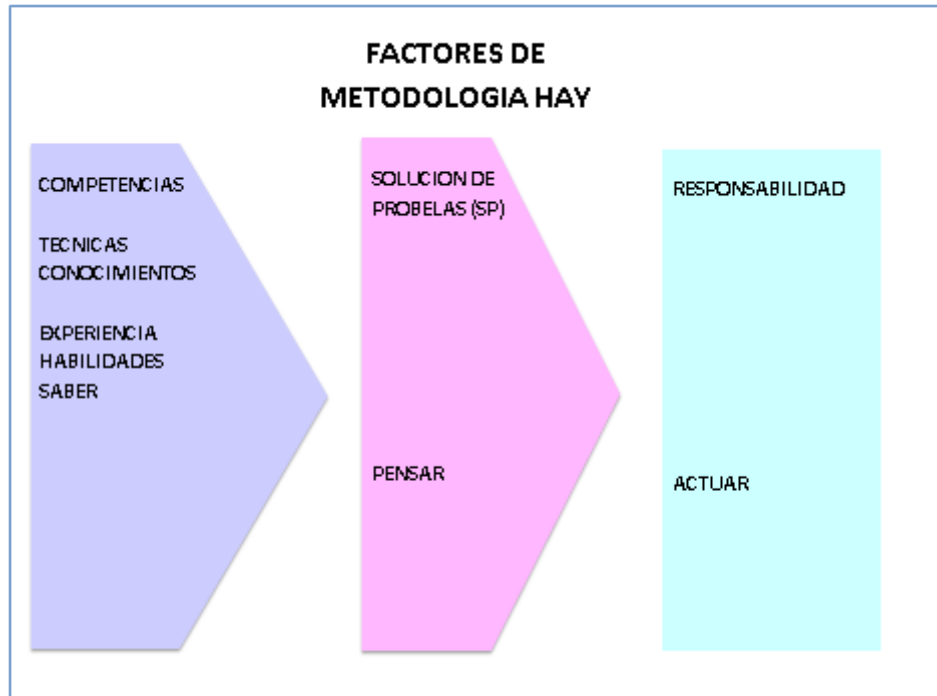 FACTORES DE
METODOLOGIA HAY
COMPETENCIAS
TECNICAS
CONOCIMIENTOS
EXPERIENCIA
HABILIDADES
SABER
SOLUCION DE
PROBELAS (SP)
PENSAR
RESPONSABILIDAD
ACTUAR